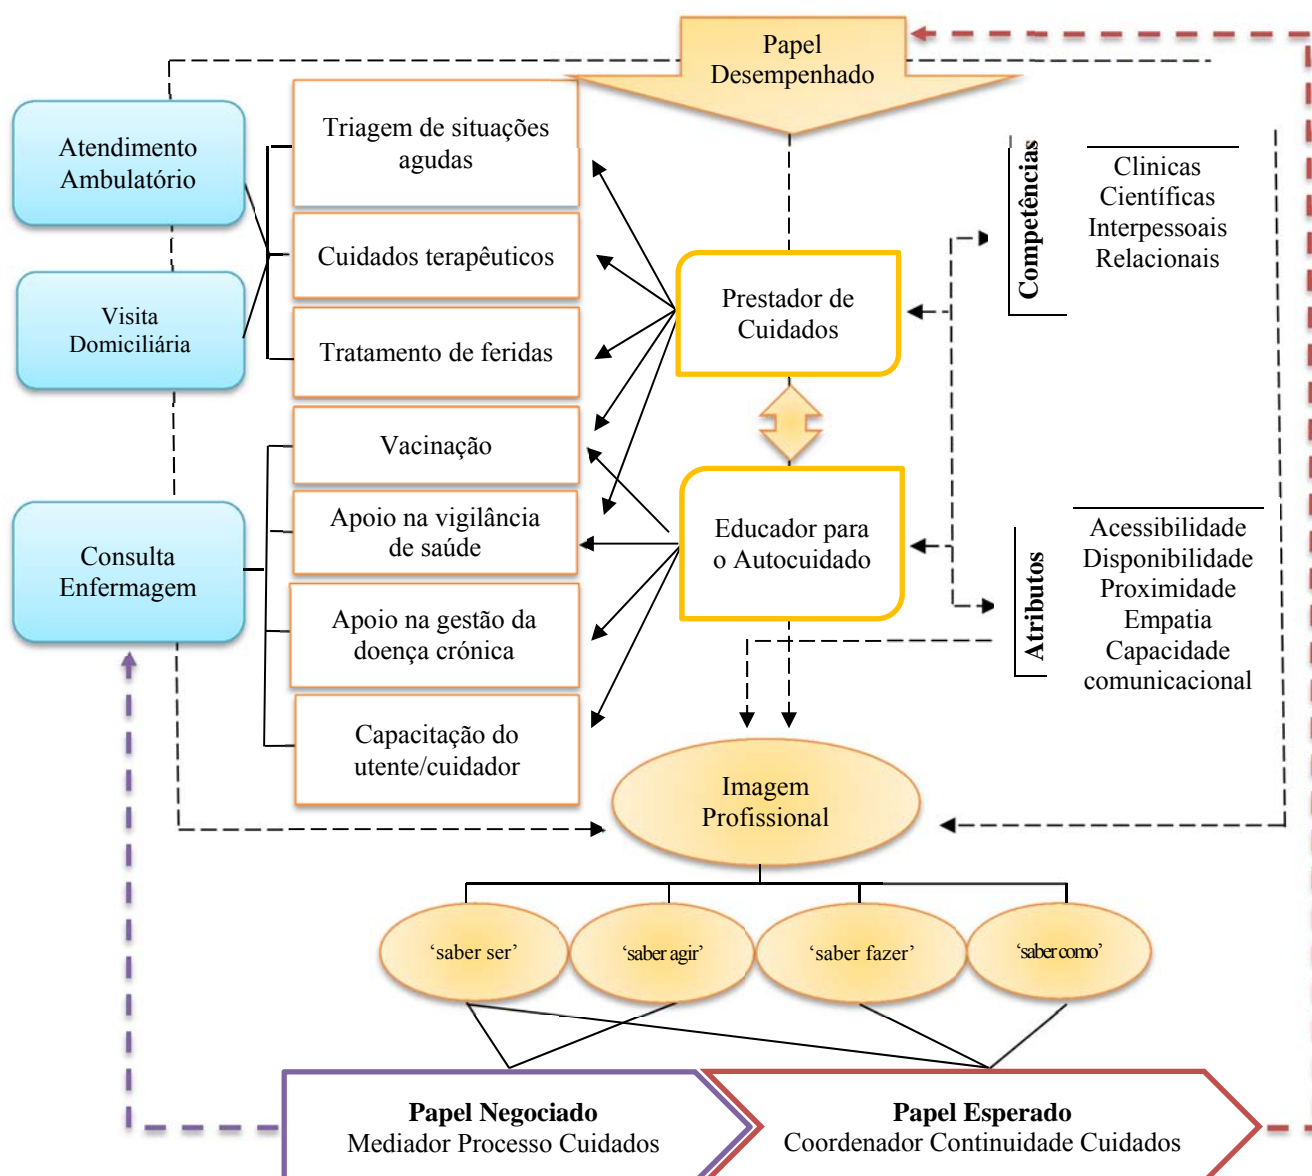 Papel
Desempenhado
Atendimento
Ambulatório
Visita
Domiciliária
Consulta
Enfermagem
Triagem de situações
agudas
Cuidados terapêuticos
Tratamento de feridas
Vacinação
Apoio na vigilância
de saúde
Apoio na gestão da
doença crónica
Capacitação do
utente/cuidador
Prestador de
Cuidados
Educador para
o Autocuidado
Competências
Clinicas
Científicas
Interpessoais
Relacionais
Atributos
Acessibilidade
Disponibilidade
Proximidade
Empatia
Capacidade
comunicacional
Imagem
Profissional
‘saber ser’
‘saber agir’
‘saber fazer’
‘saber como’
Papel Negociado
Mediador Processo Cuidados
Papel Esperado
Coordenador Continuidade Cuidados